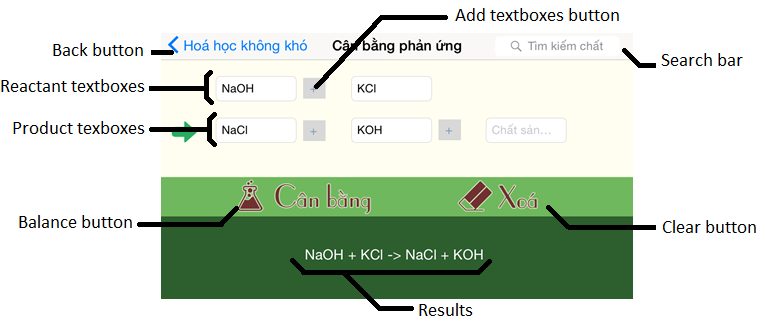 Add textboxes button
Back button
Hoá học không khó
Cân bằng phản ứng
Tìm kiếm chất
Search bar
Reactant textboxes
NaOH
+
KCl
Product texboxes
NaCl
+
KOH
+
Chất sản...
Cân bằng
Xoá
Balance button
Clear button
NaOH + KCl -> NaCl + KOH
Results